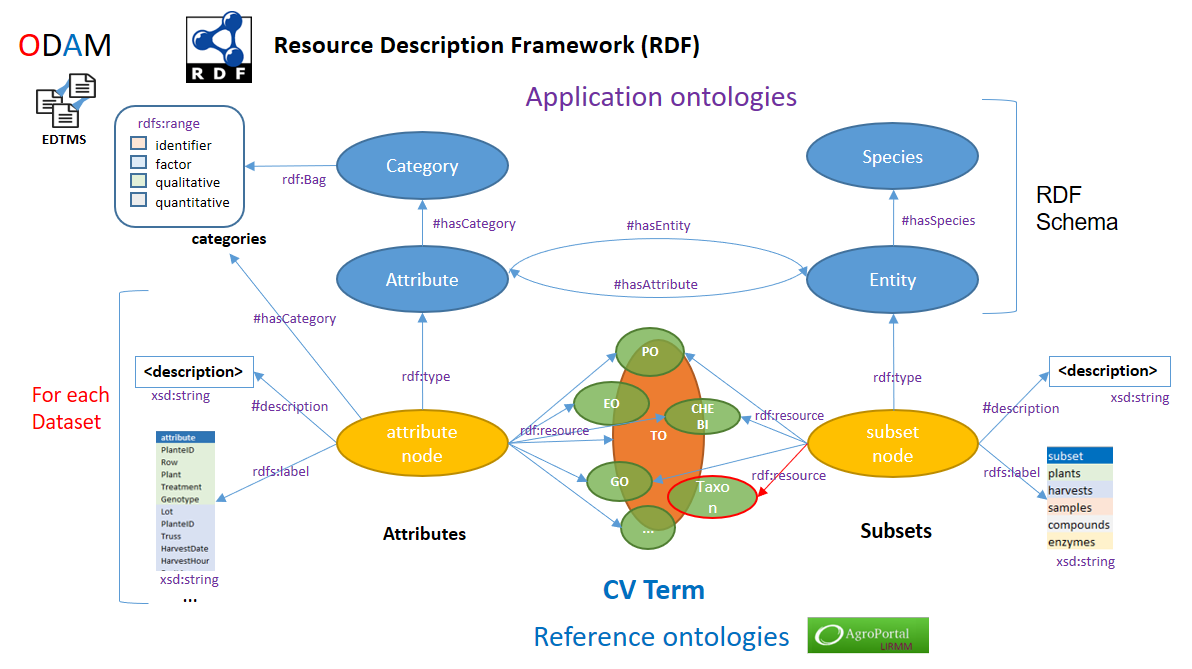 ODAM
RDF
Resource Description Framework (RDF)
EDTMS
Application ontologies
rdfs:range
identifier
factor
qualitative
quantitative
categories
rdf:Bag
Category
Species
#hasCategory
#hasEntity
#hasSpecies
RDF
Schema
Attribute
#hasAttribute
Entity
#hasCategory
For each
Dataset
<description>
xsd:string
#description
rdf:type
rdf:type
PO
EO
CHE
BI
TO
GO
Taxo
n
...
rdf:resource
rdf:resource
rdf:resource
attribute
node
subset
node
<description>
xsd:string
#description
rdfs:label
rdfs:label
attribute
PlanteID
Row
Plant
Treatment
Genotype
Lot
PlanteID
Truss
HarvestDate
HarvestHour
xsd:string
...
subset
plants
harvests
samples
compounds
enzymes
xsd:string
Attributes
Subsets
CV Term
Reference ontologies
AgroPortal
LIRMM